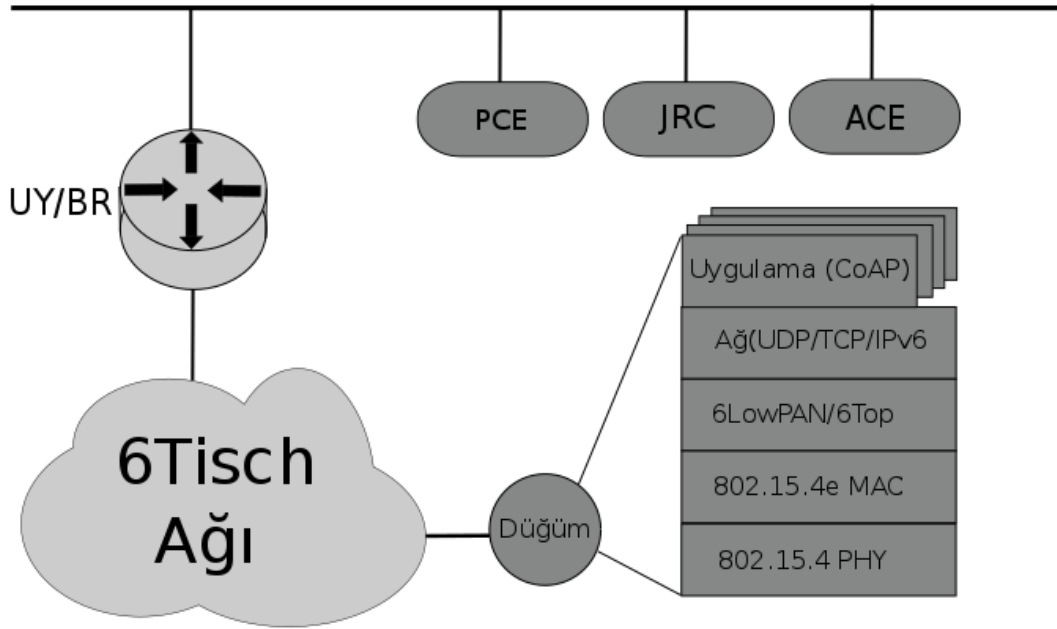 PCE
JRC
ACE
UY/BR
Uygulama (CoAP)
Ağ(UDP/TCP/IPv6
6LowPAN/6Top
802.15.4e MAC
802.15.4 PHY
6Tisch
Ağı
Düğüm